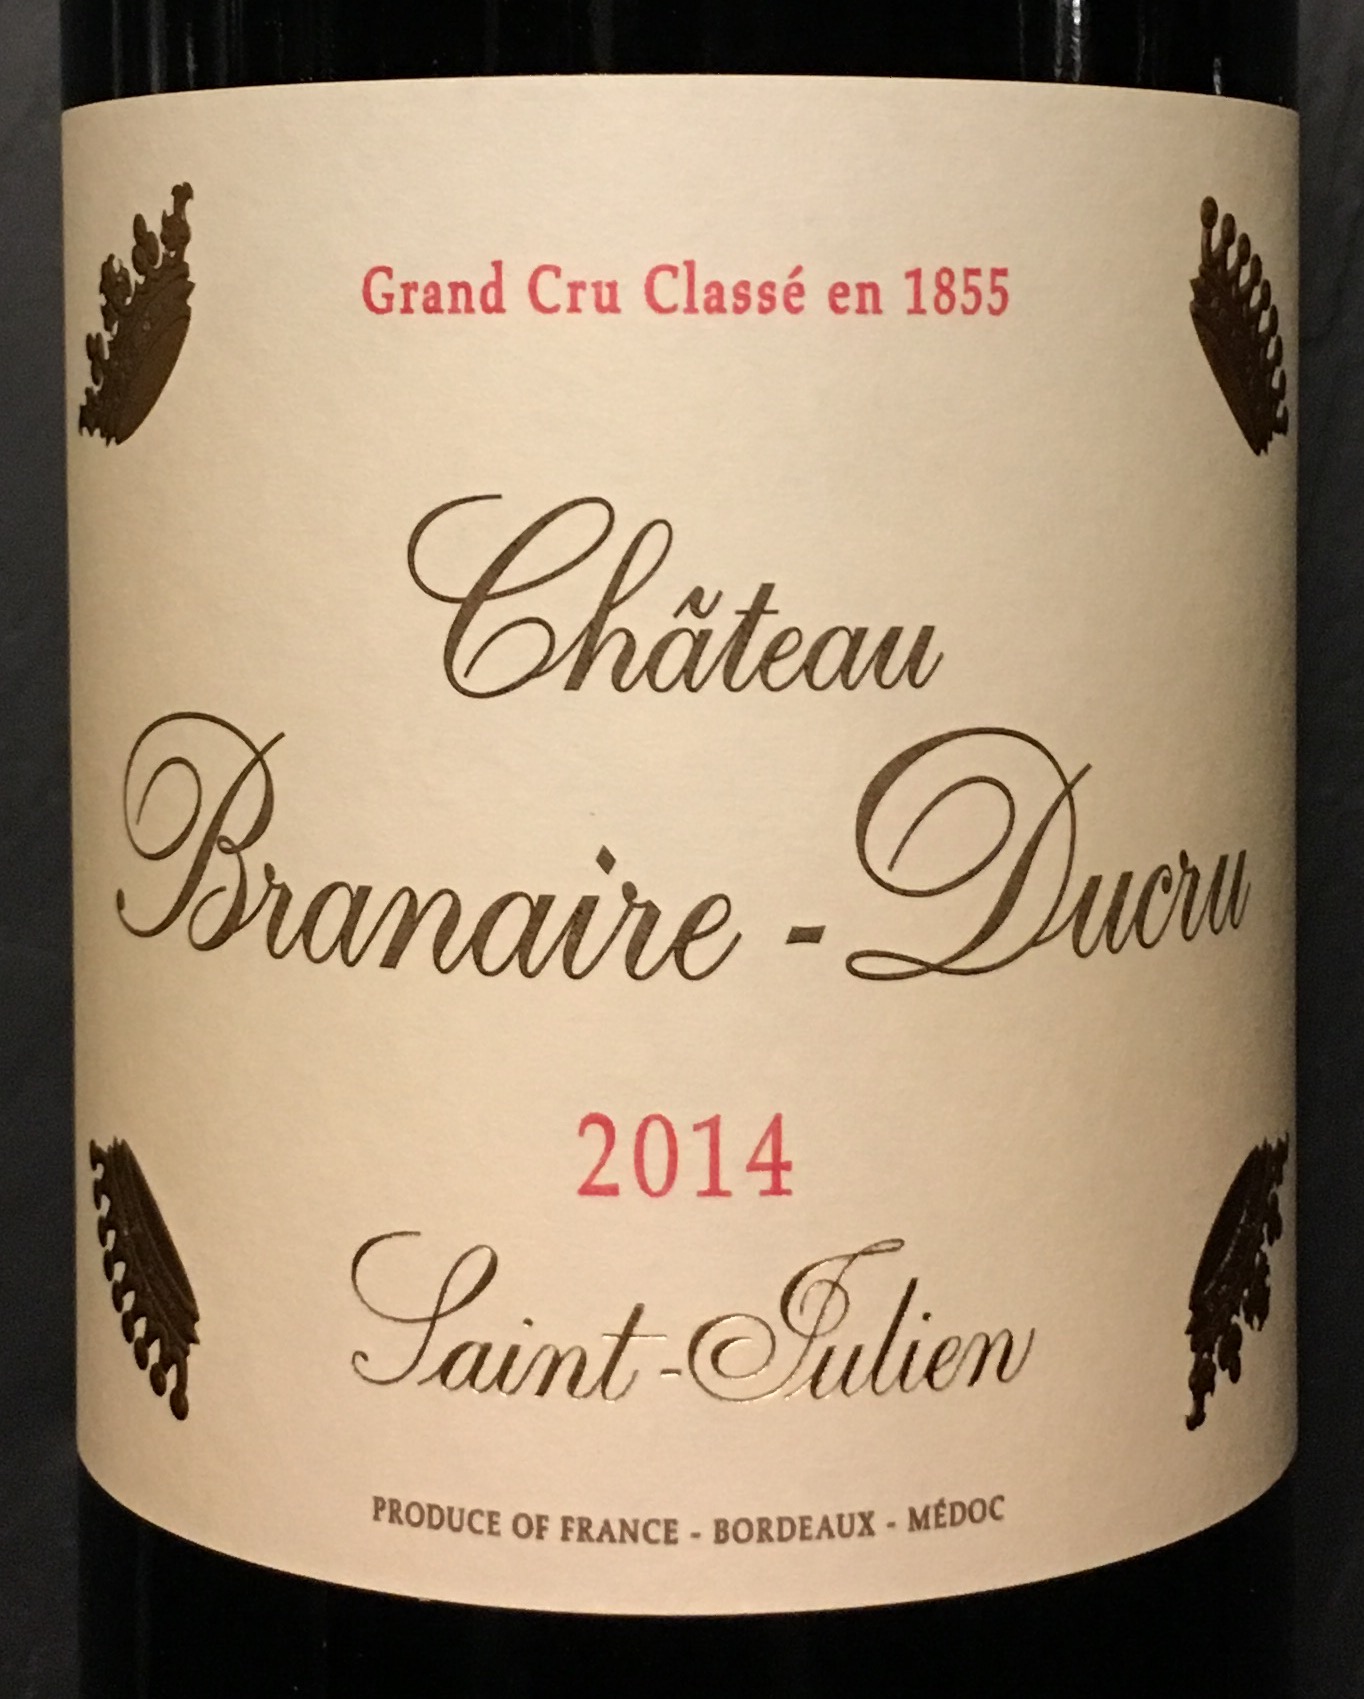 Grand Cru Classé en 1855
Château
Branaire - Ducru
2014
Saint-Julien
PRODUCE OF FRANCE - BORDEAUX - MÉDOC